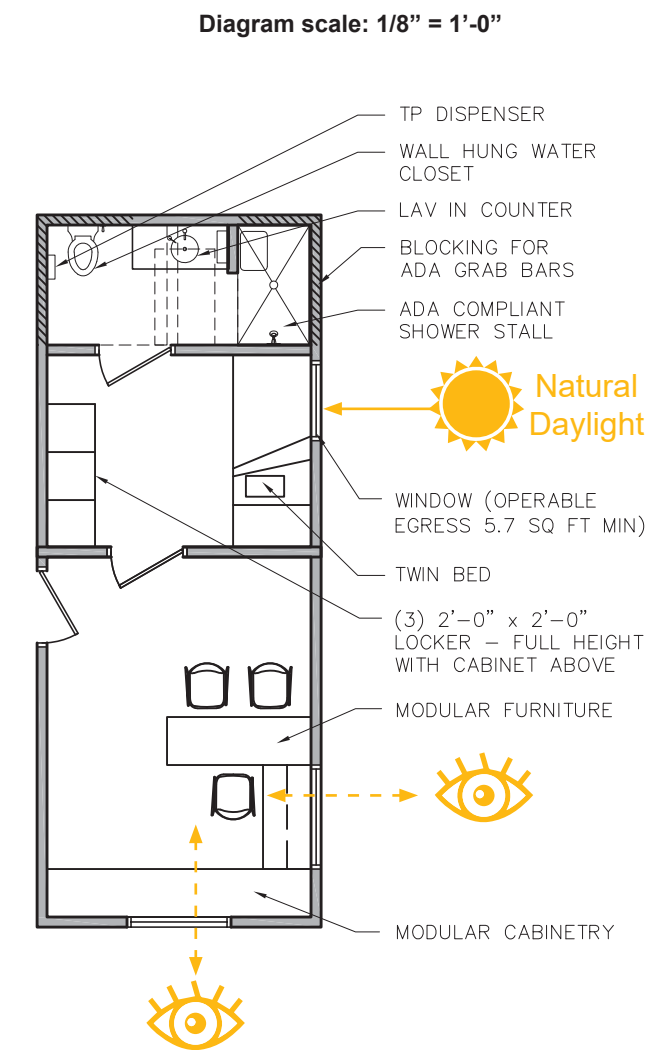 Diagram scale: 1/8” = 1’-0”
TP DISPENSER
WALL HUNG WATER
CLOSET
LAV IN COUNTER
BLOCKING FOR
ADA GRAB BARS
ADA COMPLIANT
SHOWER STALL
Natural
Daylight
WINDOW (OPERABLE
EGRESS 5.7 SQ FT MIN)
TWIN BED
(3) 2’–0” x 2’–0”
LOCKER – FULL HEIGHT
WITH CABINET ABOVE
MODULAR FURNITURE
MODULAR CABINETRY